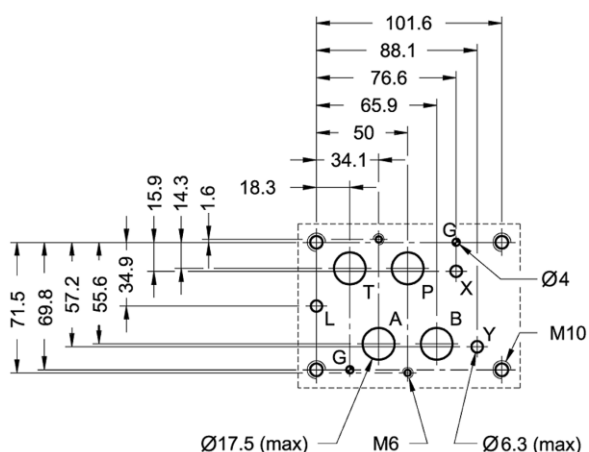 101.6
88.1
76.6
65.9
50
34.1
18.3
15.9
14.3
1.6
71.5
69.8
57.2
55.6
34.9
G
Ø4
T
P
X
L
A
B
Y
M10
G
Ø17.5 (max)
M6
Ø6.3 (max)